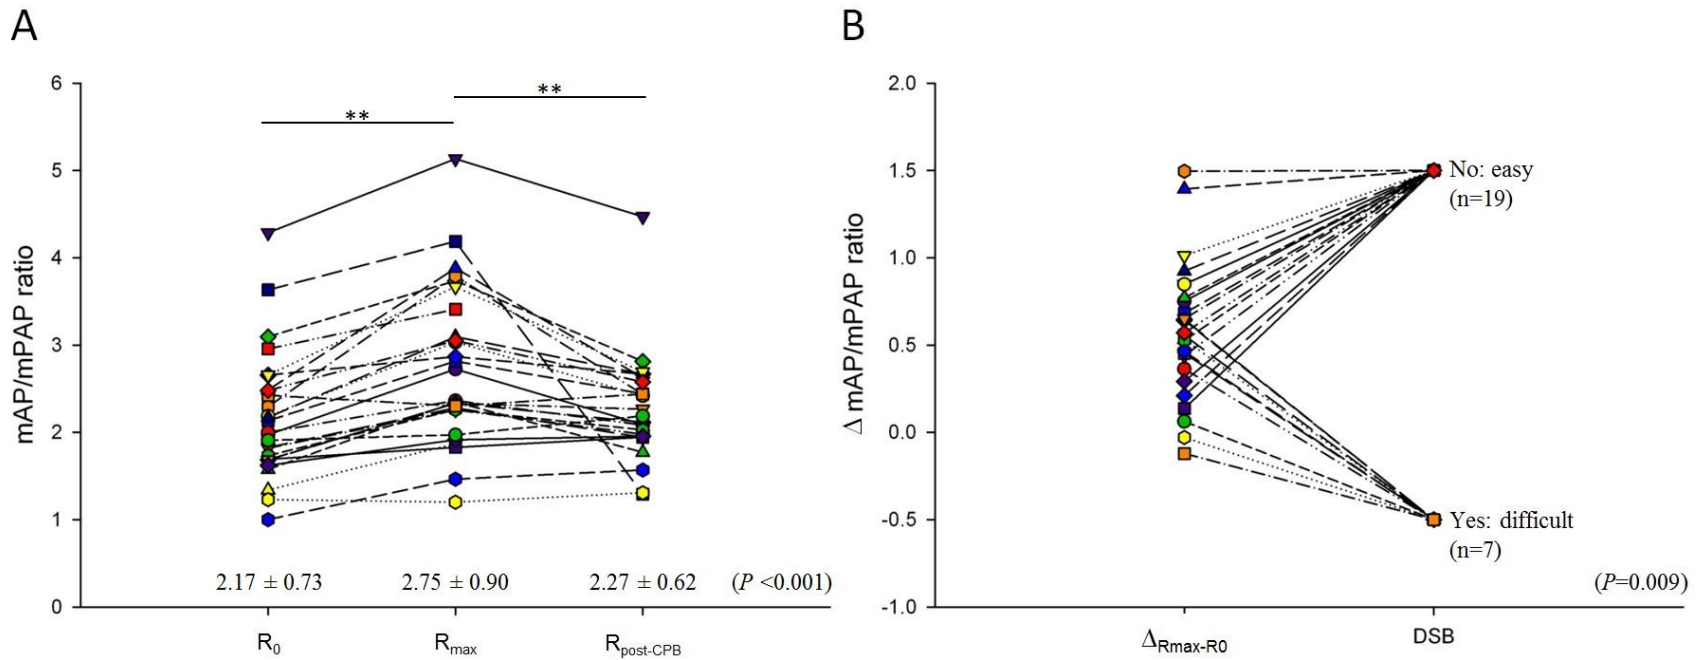 A
mAP/mPAP ratio
6
5
4
3
2
1
0
**
**
2.17 ± 0.73 2.75 ± 0.90 2.27 ± 0.62 (P <0.001)
R0 Rmax Rpost-CPB
B
Δ mAP/mPAP ratio
2.0
1.5
1.0
0.5
0.0
-0.5
-1.0
No: easy
(n=19)
Yes: difficult
(n=7)
(P=0.009)
ΔRmax-R0 DSB